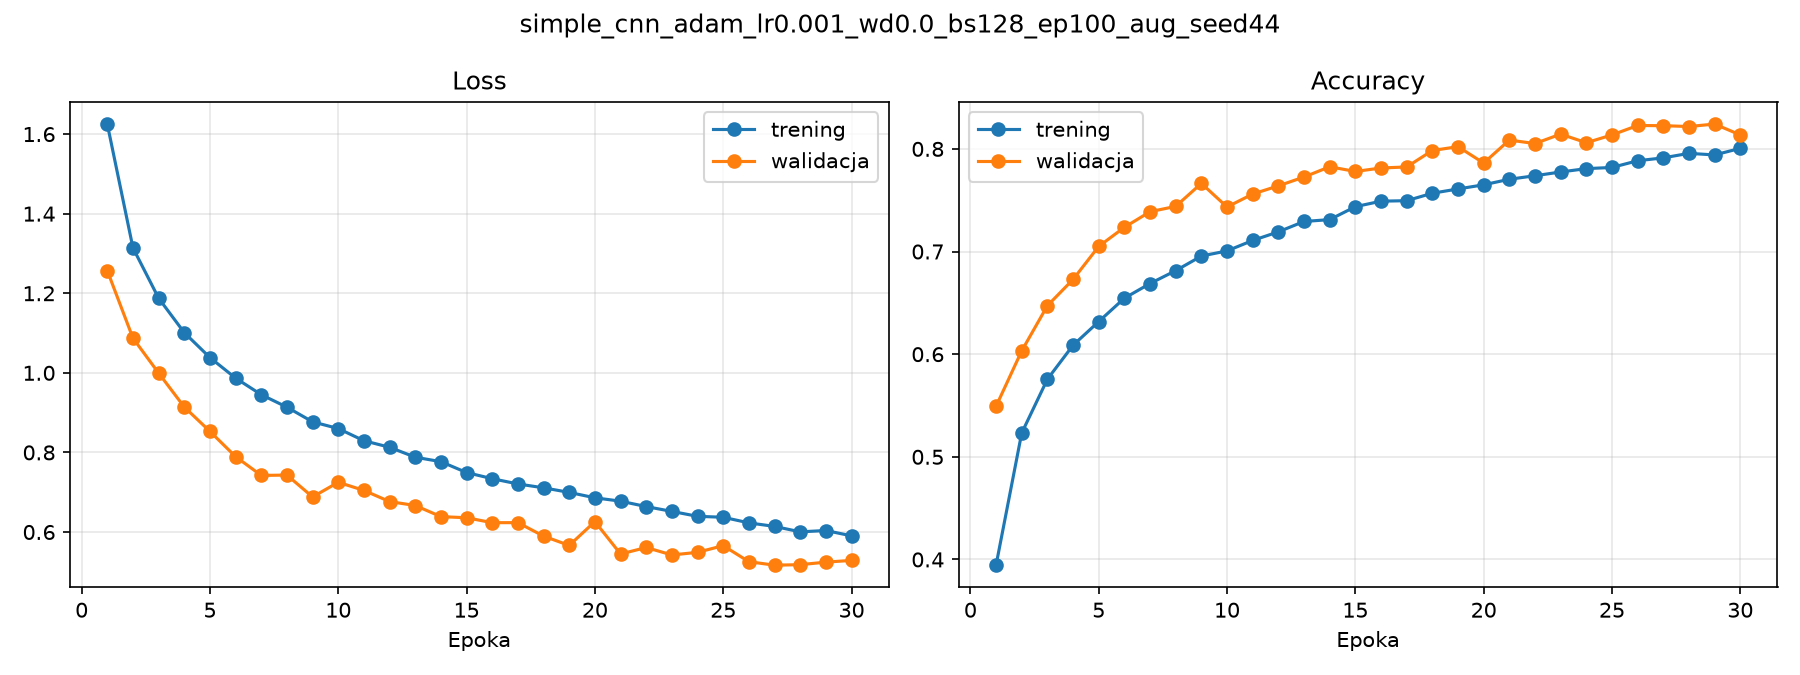 simple_cnn_adam_lr0.001_wd0.0_bs128_ep100_aug_seed44
Loss
trening
walidacja
1.6
1.4
1.2
1.0
0.8
0.6
0 5 10 15 20 25 30
Epoka
Accuracy
trening
walidacja
0.8
0.7
0.6
0.5
0.4
0 5 10 15 20 25 30
Epoka